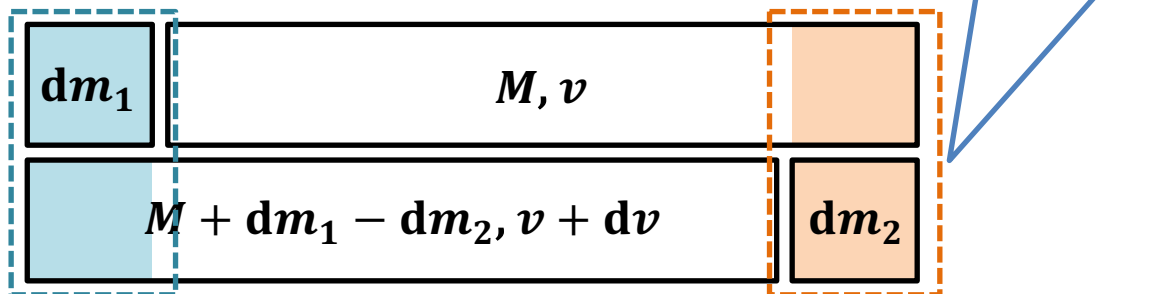 dm₁
M, v
M + dm₁ − dm₂, v + dv
dm₂